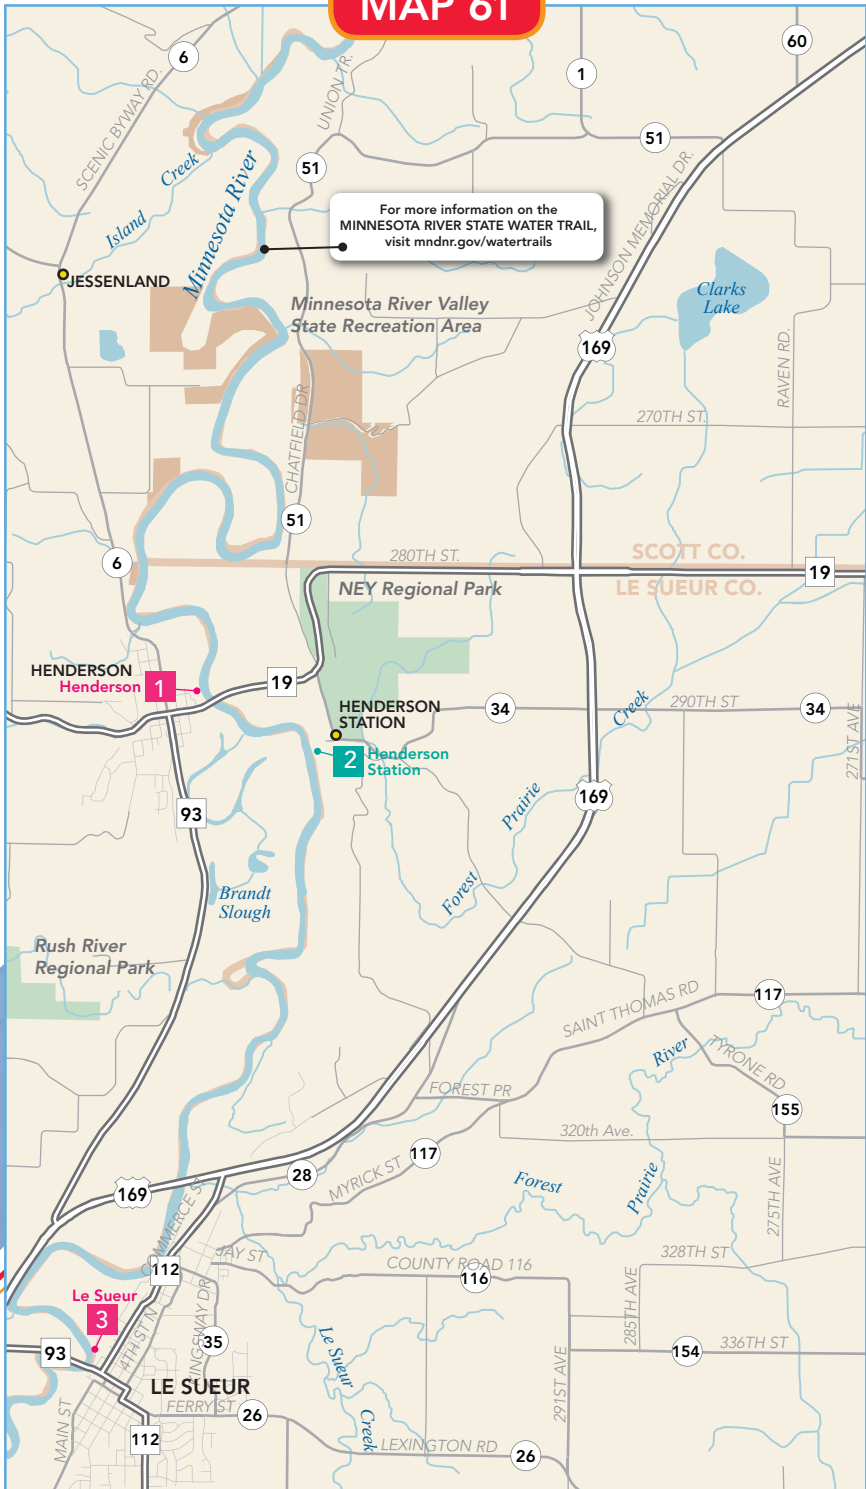 MAP 61
6
60
1
SCENIC BYWAY RD.
UNION TR.
51
51
Island Creek
Minnesota River
JOHNSON MEMORIAL DR.
For more information on the
MINNESOTA RIVER STATE WATER TRAIL,
visit mndnr.gov/watertrails
JESSENLAND
Clarks
Lake
Minnesota River Valley
State Recreation Area
169
RAVEN RD.
CHATFIELD DR
270TH ST.
51
280TH ST.
SCOTT CO.
6
19
LE SUEUR CO.
NEY Regional Park
HENDERSON
Henderson
1
19
HENDERSON
STATION
34
290TH ST
34
Creek
271ST AVE
2
Henderson
Station
93
169
Prairie
Forest
Brandt
Slough
Rush River
Regional Park
117
SAINT THOMAS RD
River
TYRONE RD
FOREST PR
155
320th Ave.
117
28
MYRICK ST
169
Forest
Prairie
275TH AVE
COMMERCE ST
JAY ST
328TH ST
COUNTY ROAD 116
112
116
Le Sueur
3
4TH ST N
KINGSWAY DR
35
Le Sueur
Creek
285TH AVE
336TH ST
154
93
291ST AVE
LE SUEUR
FERRY ST
26
MAIN ST
112
LEXINGTON RD
26